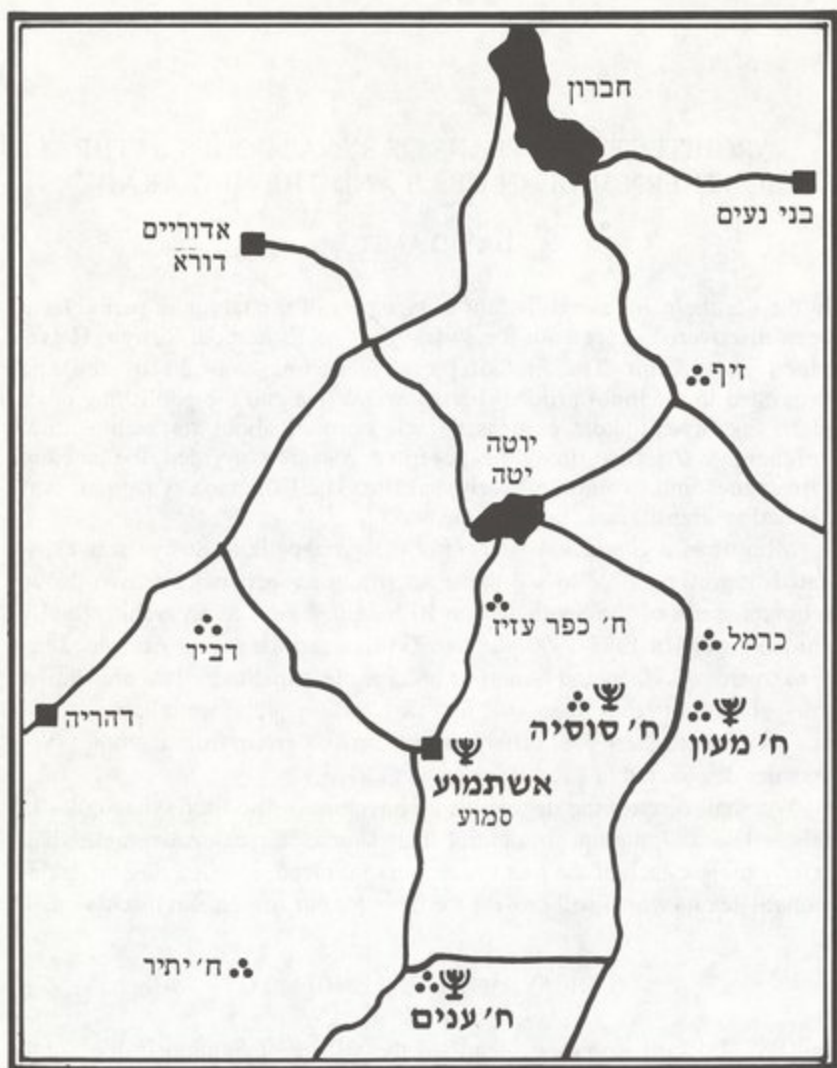 חברון
בני נעים
אדוריים
דורא
זיף
יוטה
יטה
ח׳ כפר עזיז
דביר
כרמל
דהריה
ח׳ סוסיה
ח׳ מעון
אשתמוע
סמוע
ח׳ יתיר
ח׳ ענים